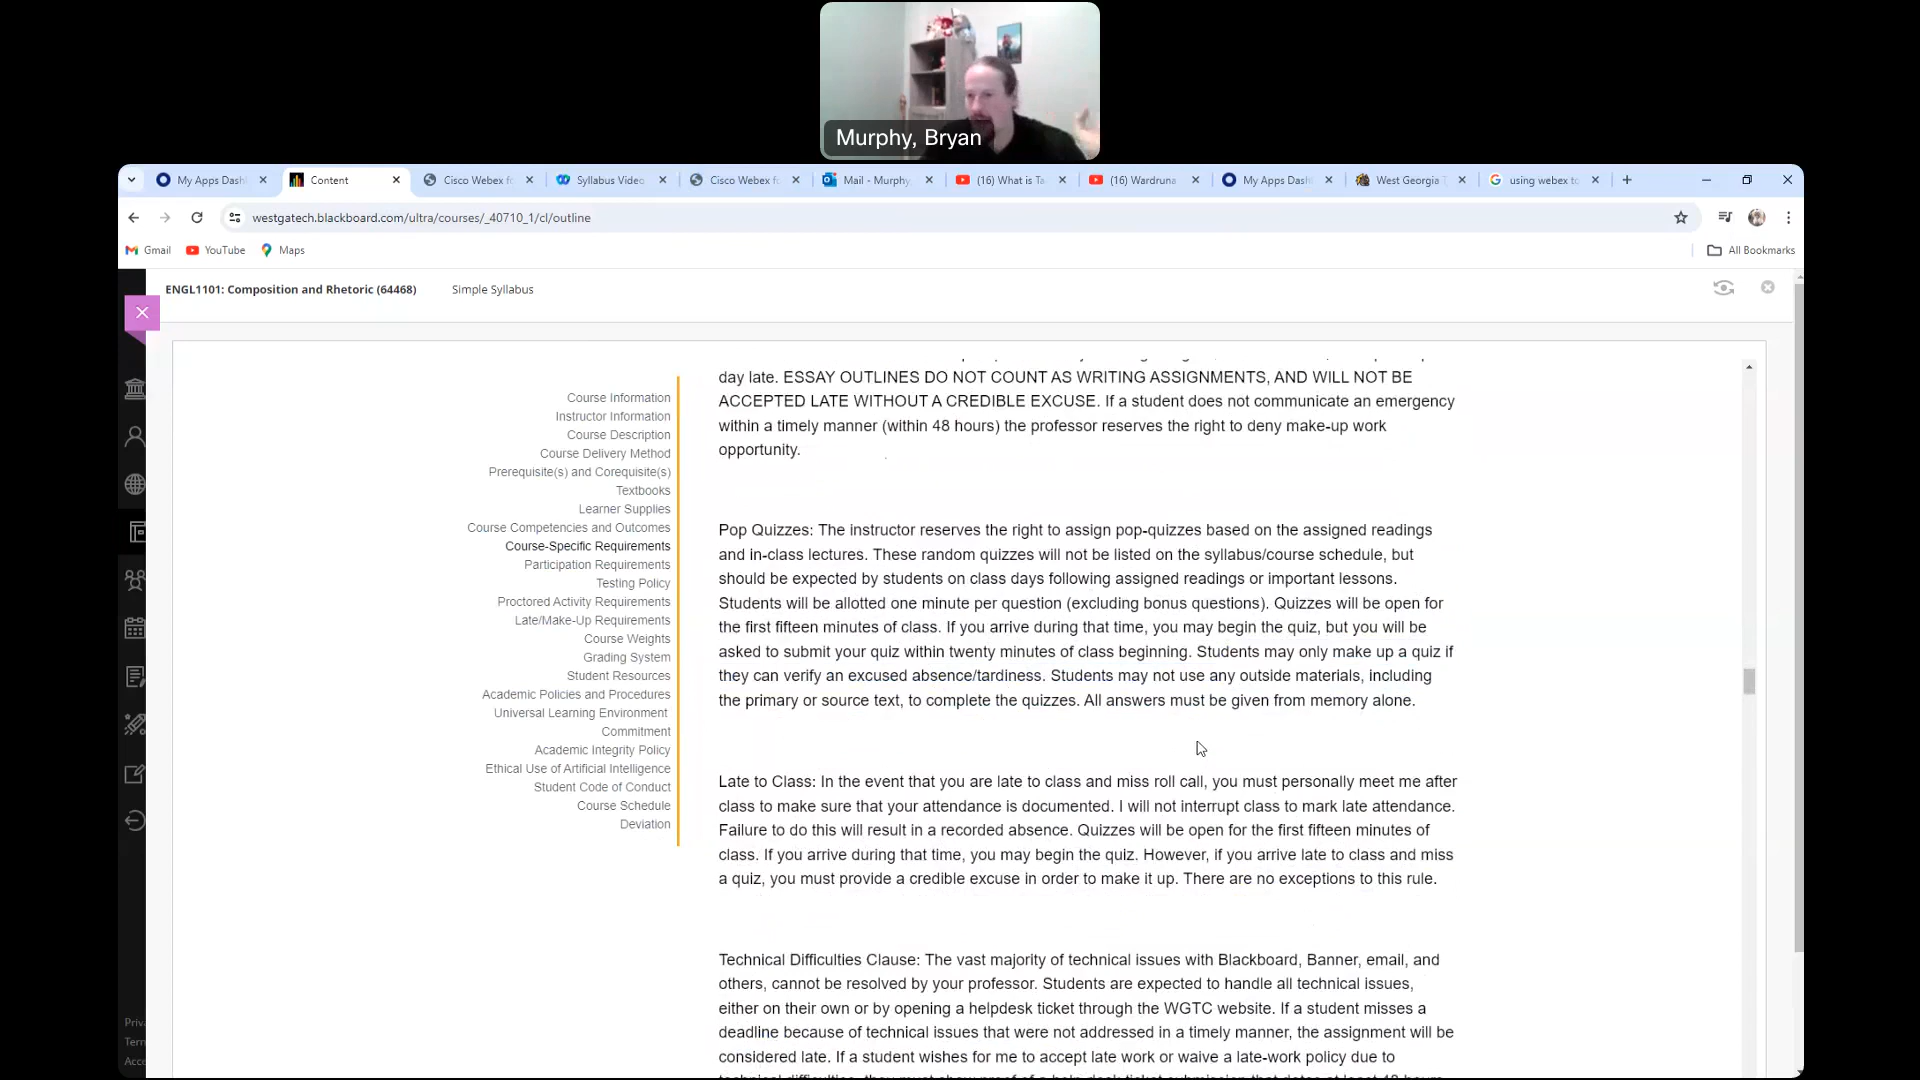 Murphy, Bryan
My Apps Dash
Content
Cisco Webex fo
Syllabus Video
Cisco Webex fo
Mail - Murphy,
(16) What is Ta
(16) Wardruna
My Apps Dash
West Georgia T
using webex to
westgatech.blackboard.com/ultra/courses/_40710_1/cl/outline
Gmail
YouTube
Maps
All Bookmarks
ENGL1101: Composition and Rhetoric (64468)
Simple Syllabus
Course Information
Instructor Information
Course Description
Course Delivery Method
Prerequisite(s) and Corequisite(s)
Textbooks
Learner Supplies
Course Competencies and Outcomes
Course-Specific Requirements
Participation Requirements
Testing Policy
Proctored Activity Requirements
Late/Make-Up Requirements
Course Weights
Grading System
Student Resources
Academic Policies and Procedures
Universal Learning Environment
Commitment
Academic Integrity Policy
Ethical Use of Artificial Intelligence
Student Code of Conduct
Course Schedule
Deviation
Priva
Term
Acce
day late. ESSAY OUTLINES DO NOT COUNT AS WRITING ASSIGNMENTS, AND WILL NOT BE
ACCEPTED LATE WITHOUT A CREDIBLE EXCUSE. If a student does not communicate an emergency
within a timely manner (within 48 hours) the professor reserves the right to deny make-up work
opportunity.
Pop Quizzes: The instructor reserves the right to assign pop-quizzes based on the assigned readings
and in-class lectures. These random quizzes will not be listed on the syllabus/course schedule, but
should be expected by students on class days following assigned readings or important lessons.
Students will be allotted one minute per question (excluding bonus questions). Quizzes will be open for
the first fifteen minutes of class. If you arrive during that time, you may begin the quiz, but you will be
asked to submit your quiz within twenty minutes of class beginning. Students may only make up a quiz if
they can verify an excused absence/tardiness. Students may not use any outside materials, including
the primary or source text, to complete the quizzes. All answers must be given from memory alone.
Late to Class: In the event that you are late to class and miss roll call, you must personally meet me after
class to make sure that your attendance is documented. I will not interrupt class to mark late attendance.
Failure to do this will result in a recorded absence. Quizzes will be open for the first fifteen minutes of
class. If you arrive during that time, you may begin the quiz. However, if you arrive late to class and miss
a quiz, you must provide a credible excuse in order to make it up. There are no exceptions to this rule.
Technical Difficulties Clause: The vast majority of technical issues with Blackboard, Banner, email, and
others, cannot be resolved by your professor. Students are expected to handle all technical issues,
either on their own or by opening a helpdesk ticket through the WGTC website. If a student misses a
deadline because of technical issues that were not addressed in a timely manner, the assignment will be
considered late. If a student wishes for me to accept late work or waive a late-work policy due to